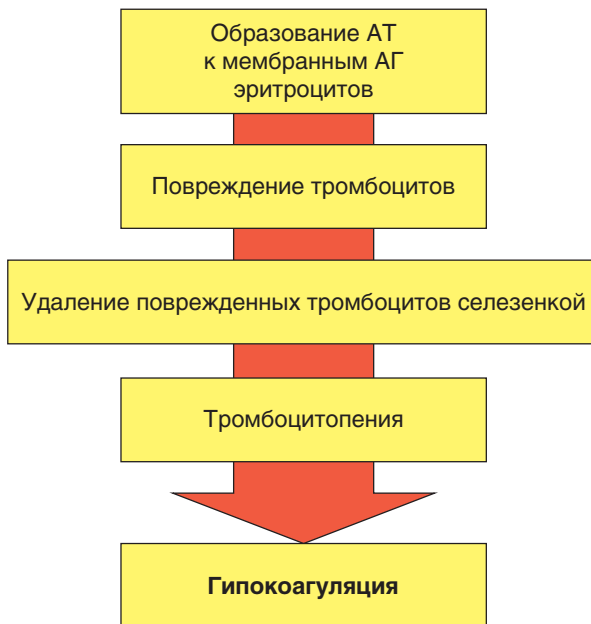 Образование АТ
к мембранным АГ
эритроцитов
Повреждение тромбоцитов
Удаление поврежденных тромбоцитов селезенкой
Тромбоцитопения
Гипокоагуляция